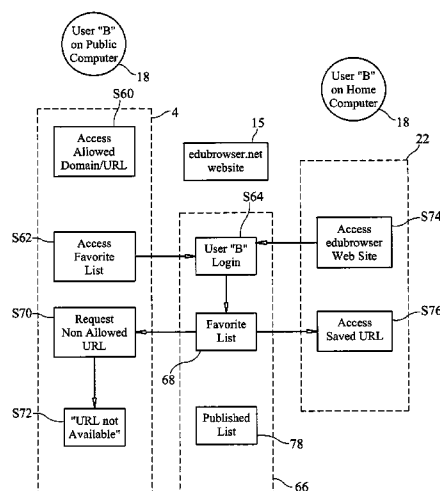 User "B"
on Public
Computer
18
User "B"
on Home
Computer
18
S60
4
Access
Allowed
Domain/URL
15
edubrowser.net
website
22
S62
Access
Favorite
List
S64
User "B"
Login
S74
Access
edubrowser
Web Site
S70
Request
Non Allowed
URL
Favorite
List
68
S76
Access
Saved URL
S72
"URL not
Available"
Published
List
78
66